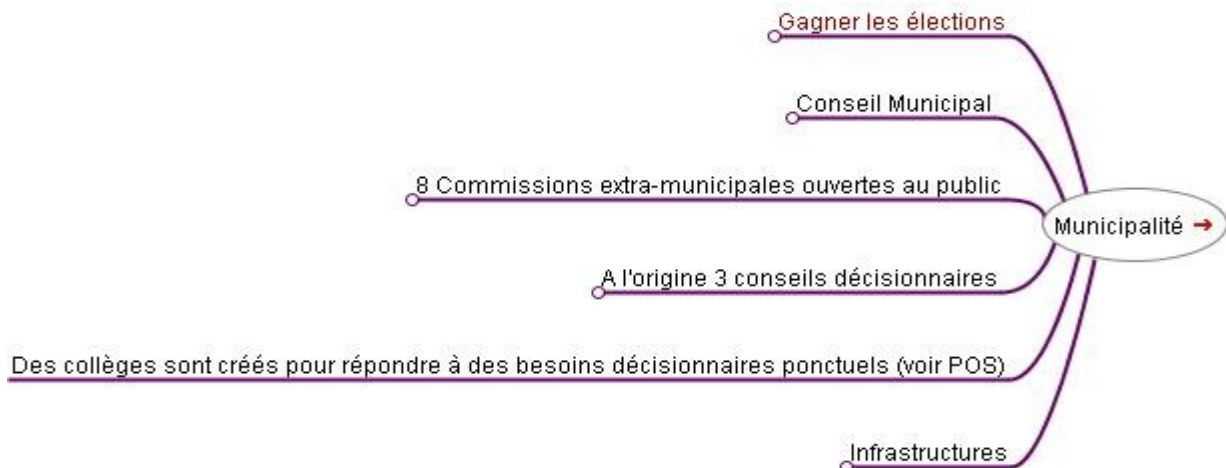 Gagner les élections
Conseil Municipal
8 Commissions extra-municipales ouvertes au public
Municipalité
A l'origine 3 conseils décisionnaires
Des collèges sont créés pour répondre à des besoins décisionnaires ponctuels (voir POS)
Infrastructures